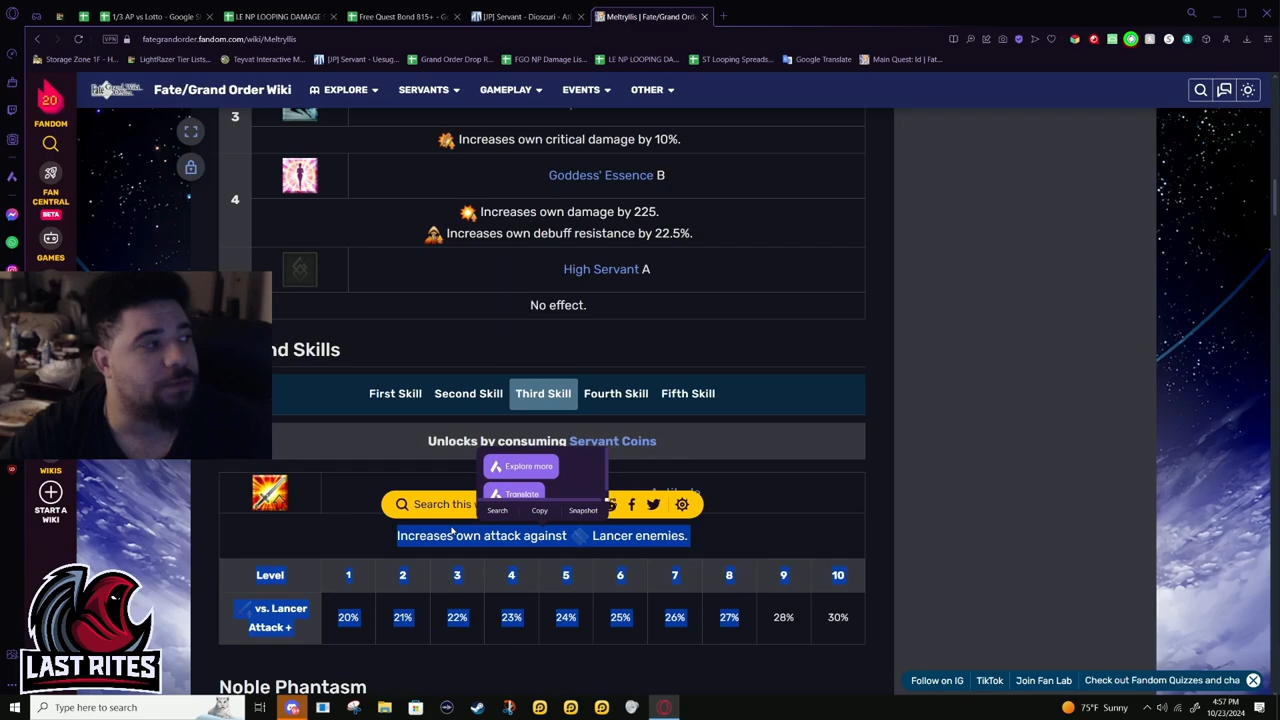 1/3 AP vs Lotto - Google S
LE NP LOOPING DAMAGE
Free Quest Bond 815+ - G
[JP] Servant - Dioscuri - At
Meltryllis | Fate/Grand Ord
VPN
fategrandorder.fandom.com/wiki/Meltryllis
Storage Zone 1F - H...
LightRazer Tier Lists...
Teyvat Interactive M...
[JP] Servant - Uesug...
Grand Order Drop R...
FGO NP Damage Lis...
LE NP LOOPING DA...
ST Looping Spreads...
Google Translate
Main Quest: Id | Fat...
20
FANDOM
FAN CENTRAL
BETA
GAMES
WIKIS
START A WIKI
Fate/Grand Order Wiki
EXPLORE
SERVANTS
GAMEPLAY
EVENTS
OTHER
3
Increases own critical damage by 10%.
4
Goddess' Essence B
Increases own damage by 225.
Increases own debuff resistance by 22.5%.
High Servant A
No effect.
nd Skills
First Skill
Second Skill
Third Skill
Fourth Skill
Fifth Skill
Unlocks by consuming Servant Coins
Explore more
Translate
Search this
Search
Copy
Snapshot
Increases own attack against Lancer enemies.
Level 1 2 3 4 5 6 7 8 9 10
vs. Lancer
Attack +
20% 21% 22% 23% 24% 25% 26% 27% 28% 30%
Noble Phantasm
LAST RITES
Follow on IG
TikTok
Join Fan Lab
Check out Fandom Quizzes and cha
Type here to search
75°F Sunny
4:57 PM
10/23/2024